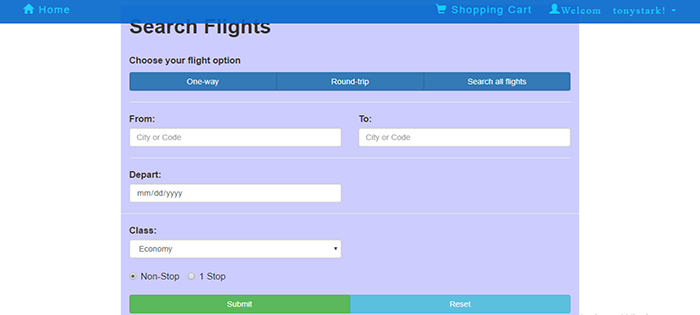 Home Shopping Cart Welcom tonystark!
Search Flights
Choose your flight option
One-way Round-trip Search all flights
From: To:
City or Code City or Code
Depart:
mm/dd/yyyy
Class:
Economy
Non-Stop 1 Stop
Submit Reset